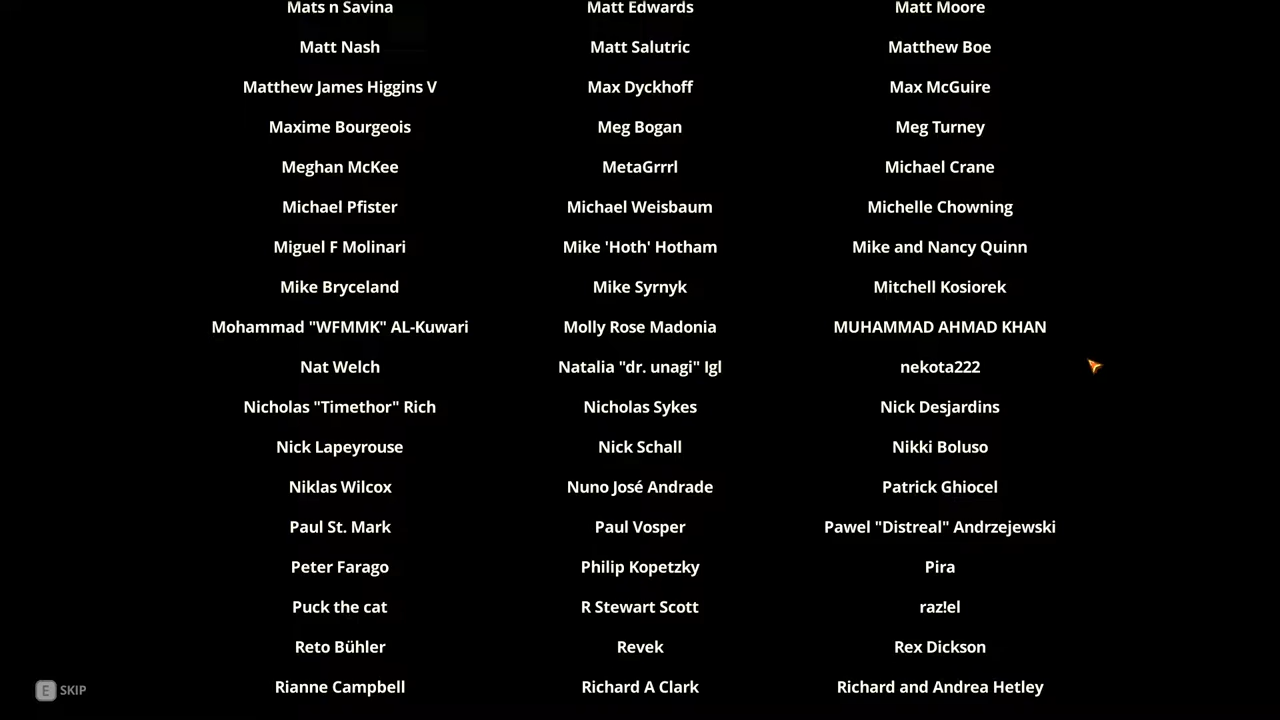 Mats n Savina Matt Edwards Matt Moore
Matt Nash Matt Salutric Matthew Boe
Matthew James Higgins V Max Dyckhoff Max McGuire
Maxime Bourgeois Meg Bogan Meg Turney
Meghan McKee MetaGrrrl Michael Crane
Michael Pfister Michael Weisbaum Michelle Chowning
Miguel F Molinari Mike 'Hoth' Hotham Mike and Nancy Quinn
Mike Bryceland Mike Syrnyk Mitchell Kosiorek
Mohammad "WFMMK" AL-Kuwari Molly Rose Madonia MUHAMMAD AHMAD KHAN
Nat Welch Natalia "dr. unagi" Igl nekota222
Nicholas "Timethor" Rich Nicholas Sykes Nick Desjardins
Nick Lapeyrouse Nick Schall Nikki Boluso
Niklas Wilcox Nuno José Andrade Patrick Ghiocel
Paul St. Mark Paul Vosper Pawel "Distreal" Andrzejewski
Peter Farago Philip Kopetzky Pira
Puck the cat R Stewart Scott raz!el
Reto Bühler Revek Rex Dickson
Rianne Campbell Richard A Clark Richard and Andrea Hetley
E SKIP